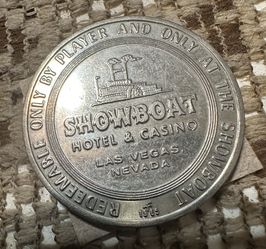 REDEEMABLE ONLY BY PLAYER AND ONLY AT THE SHOWBOAT
SHOWBOAT
HOTEL & CASINO
LAS VEGAS,
NEVADA